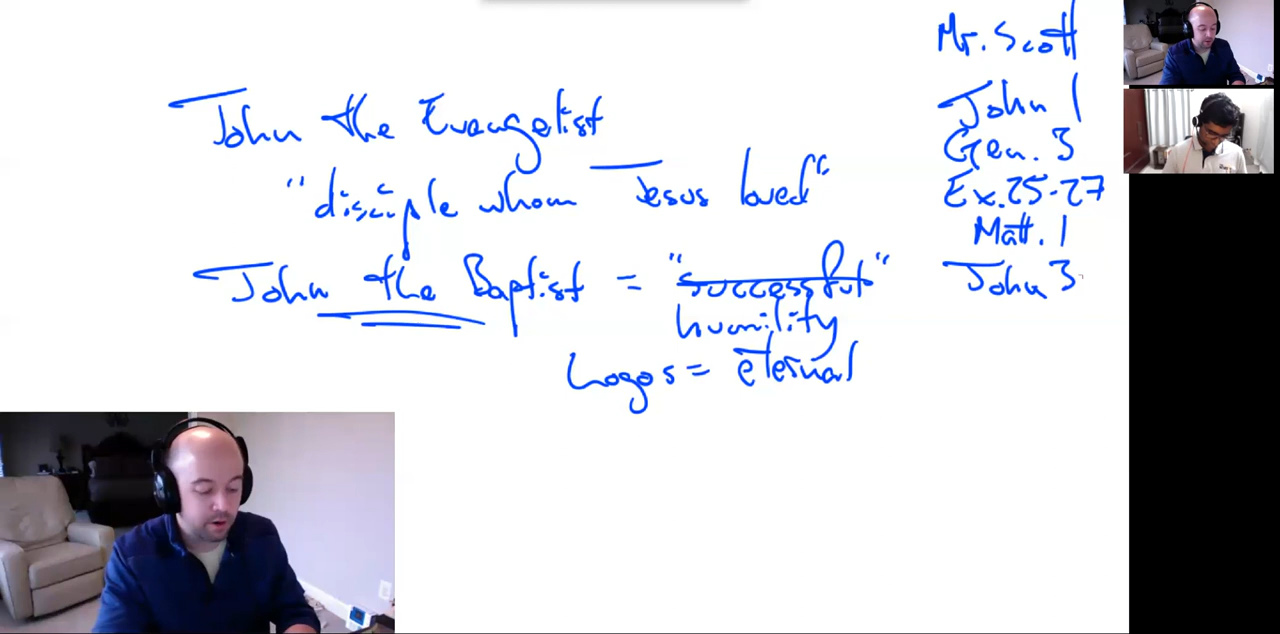 Mr. Scott
John the Evangelist
"disciple whom Jesus loved"
John the Baptist = "successful"
humility
Logos = eternal
John 1
Gen. 3
Ex. 25-27
Matt. 1
John 3